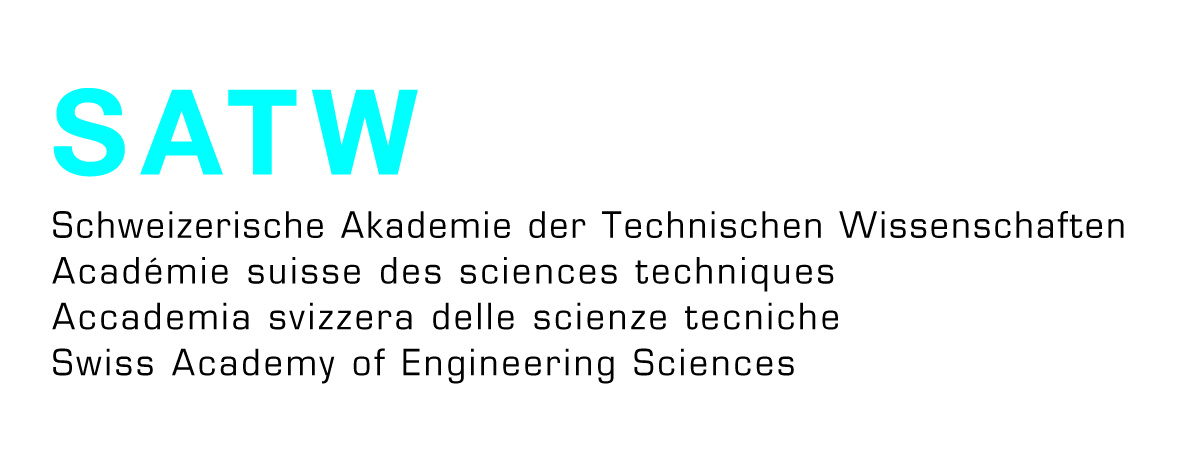 SATW
Schweizerische Akademie der Technischen Wissenschaften
Académie suisse des sciences techniques
Accademia svizzera delle scienze tecniche
Swiss Academy of Engineering Sciences